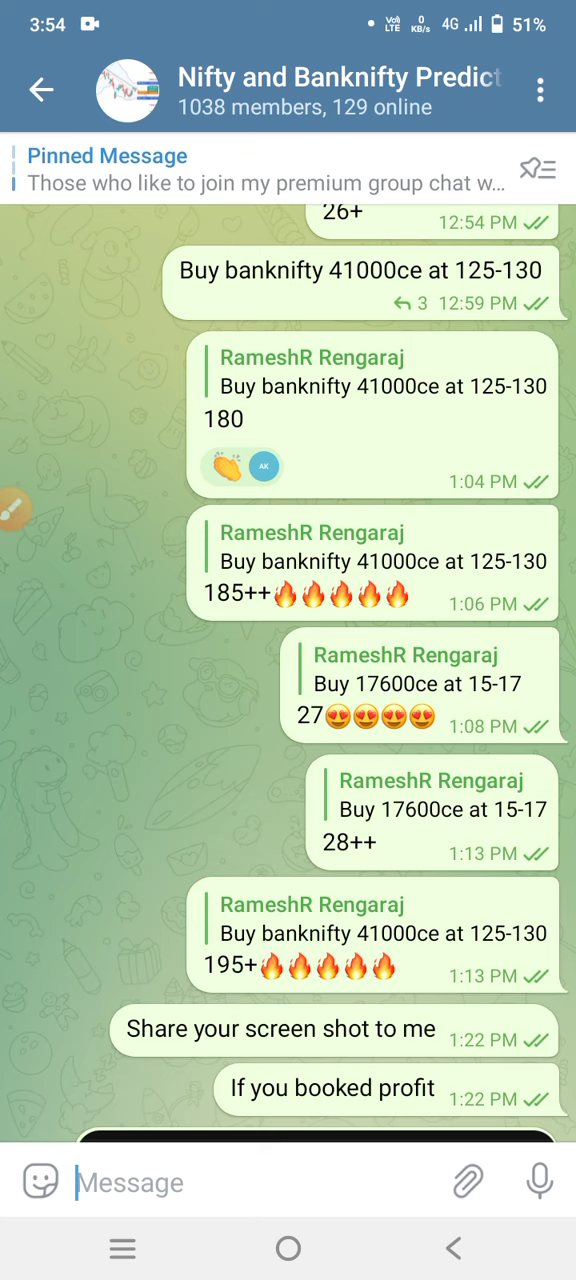 3:54
Vol) LTE
0 KB/s
4G
51%
Nifty and Banknifty Predict
1038 members, 129 online
Pinned Message
Those who like to join my premium group chat w...
26+
12:54 PM
Buy banknifty 41000ce at 125-130
3 12:59 PM
RameshR Rengaraj
Buy banknifty 41000ce at 125-130
180
👏 AK
1:04 PM
RameshR Rengaraj
Buy banknifty 41000ce at 125-130
185++🔥🔥🔥🔥🔥
1:06 PM
RameshR Rengaraj
Buy 17600ce at 15-17
27😍😍😍😍
1:08 PM
RameshR Rengaraj
Buy 17600ce at 15-17
28++
1:13 PM
RameshR Rengaraj
Buy banknifty 41000ce at 125-130
195+🔥🔥🔥🔥🔥
1:13 PM
Share your screen shot to me
1:22 PM
If you booked profit
1:22 PM
Message